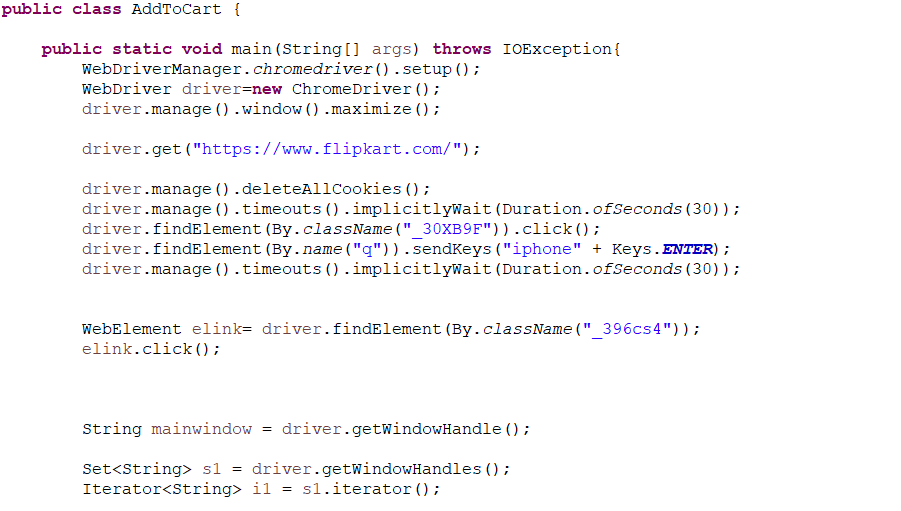 public class AddToCart {
public static void main(String[] args) throws IOException{
WebDriverManager.chromedriver().setup();
WebDriver driver=new ChromeDriver();
driver.manage().window().maximize();
driver.get("https://www.flipkart.com/");
driver.manage().deleteAllCookies();
driver.manage().timeouts().implicitlyWait(Duration.ofSeconds(30));
driver.findElement(By.className("_30XB9F")).click();
driver.findElement(By.name("q")).sendKeys("iphone" + Keys.ENTER);
driver.manage().timeouts().implicitlyWait(Duration.ofSeconds(30));
WebElement elink= driver.findElement(By.className("_396cs4"));
elink.click();
String mainwindow = driver.getWindowHandle();
Set<String> s1 = driver.getWindowHandles();
Iterator<String> i1 = s1.iterator();